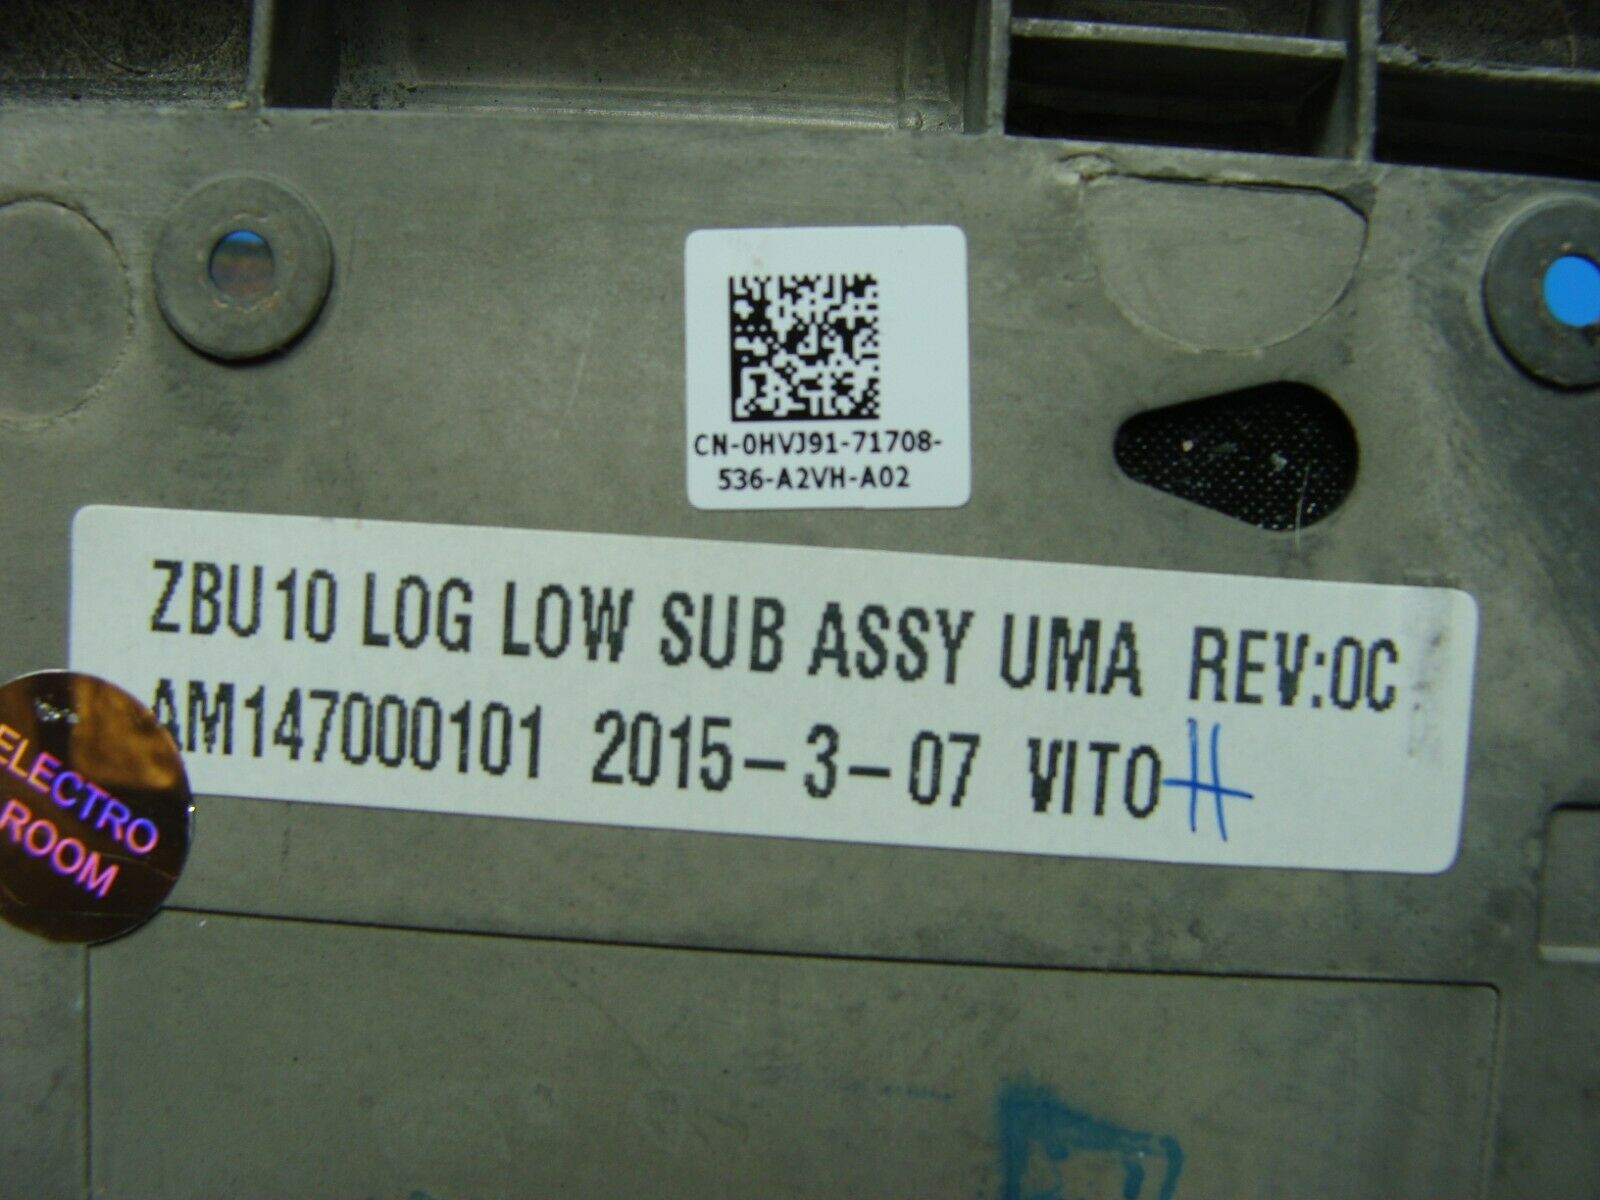 CN-0HVJ91-71708-
536-A2VH-A02
ZBU10 LOG LOW SUB ASSY UMA REV:0C
AM147000101 2015-3-07 VITO H
ELECTRO
ROOM